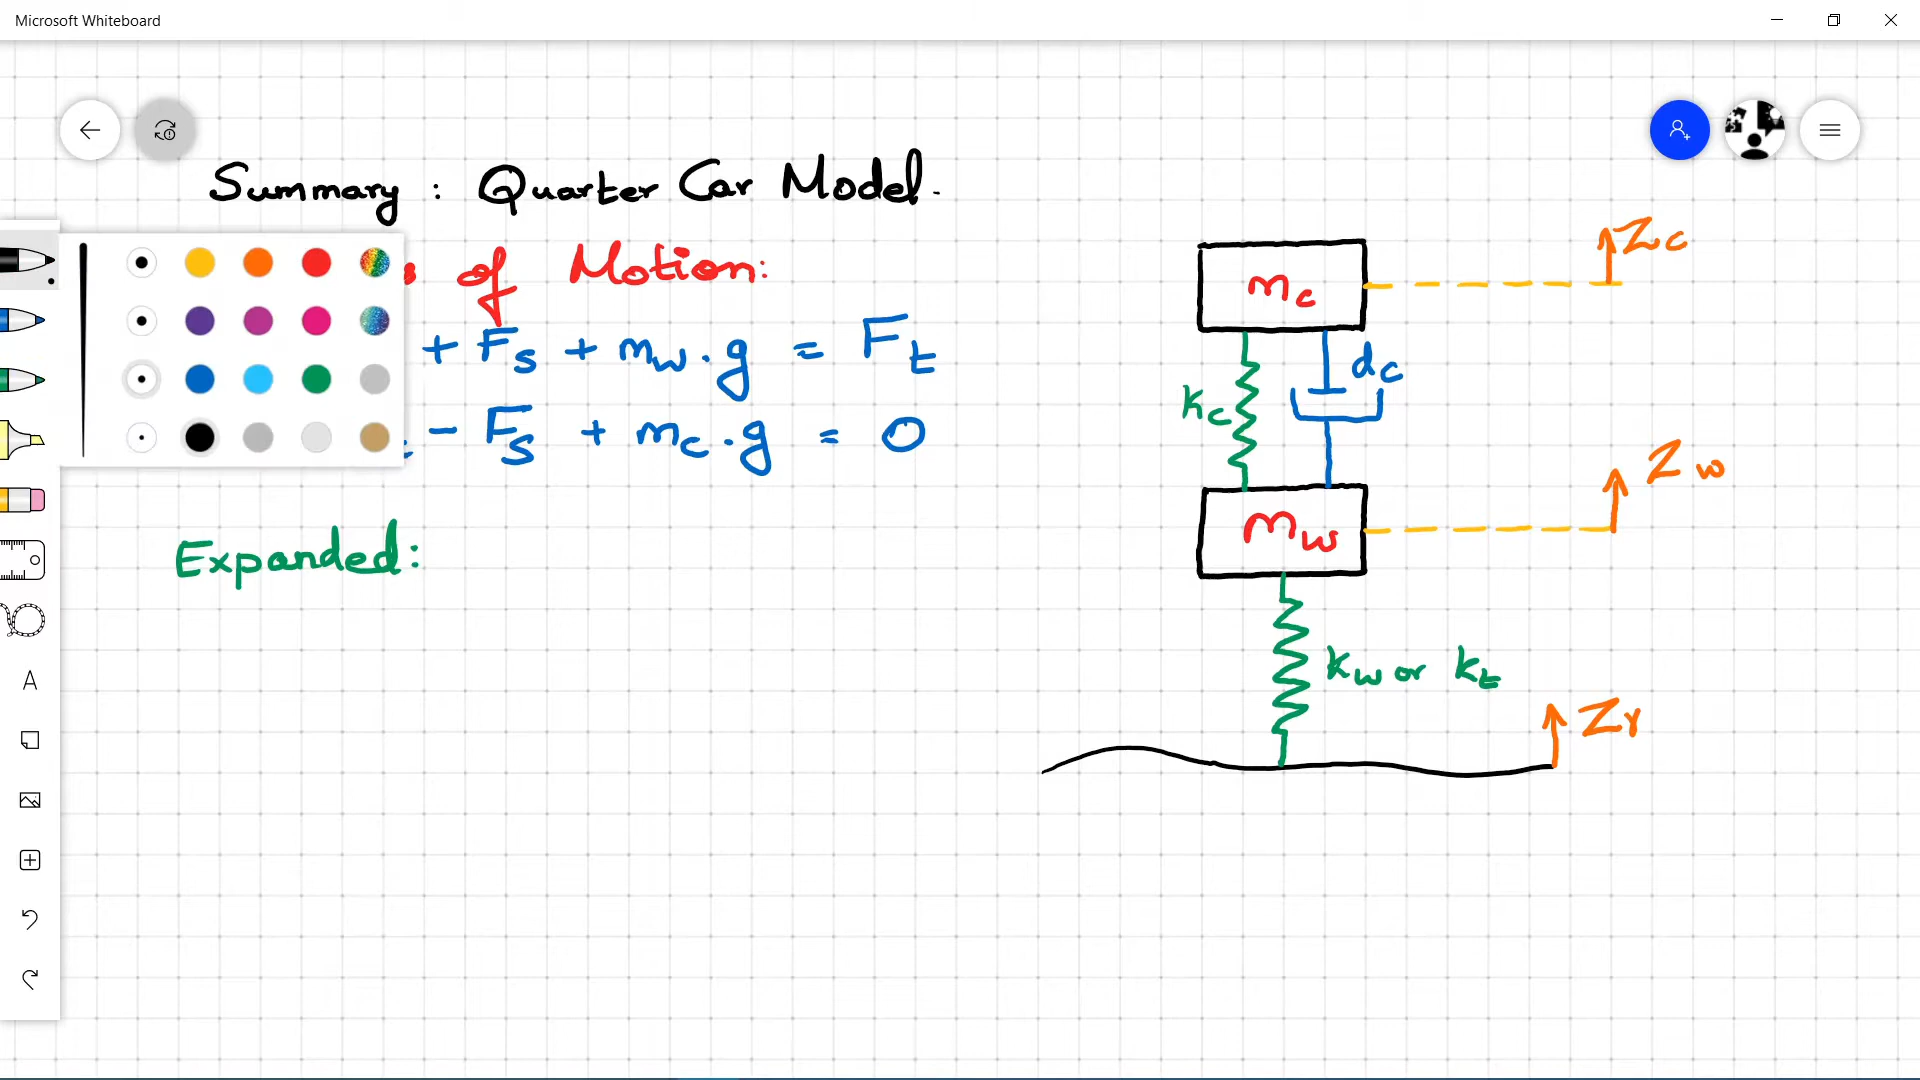 Microsoft Whiteboard
Summary : Quarter Car Model.
of Motion:
+ Fs + mw . g = Ft
- Fs + mc . g = 0
Expanded:
mc
Zc
kc
dc
mw
Zw
kw or kt
Zr
A